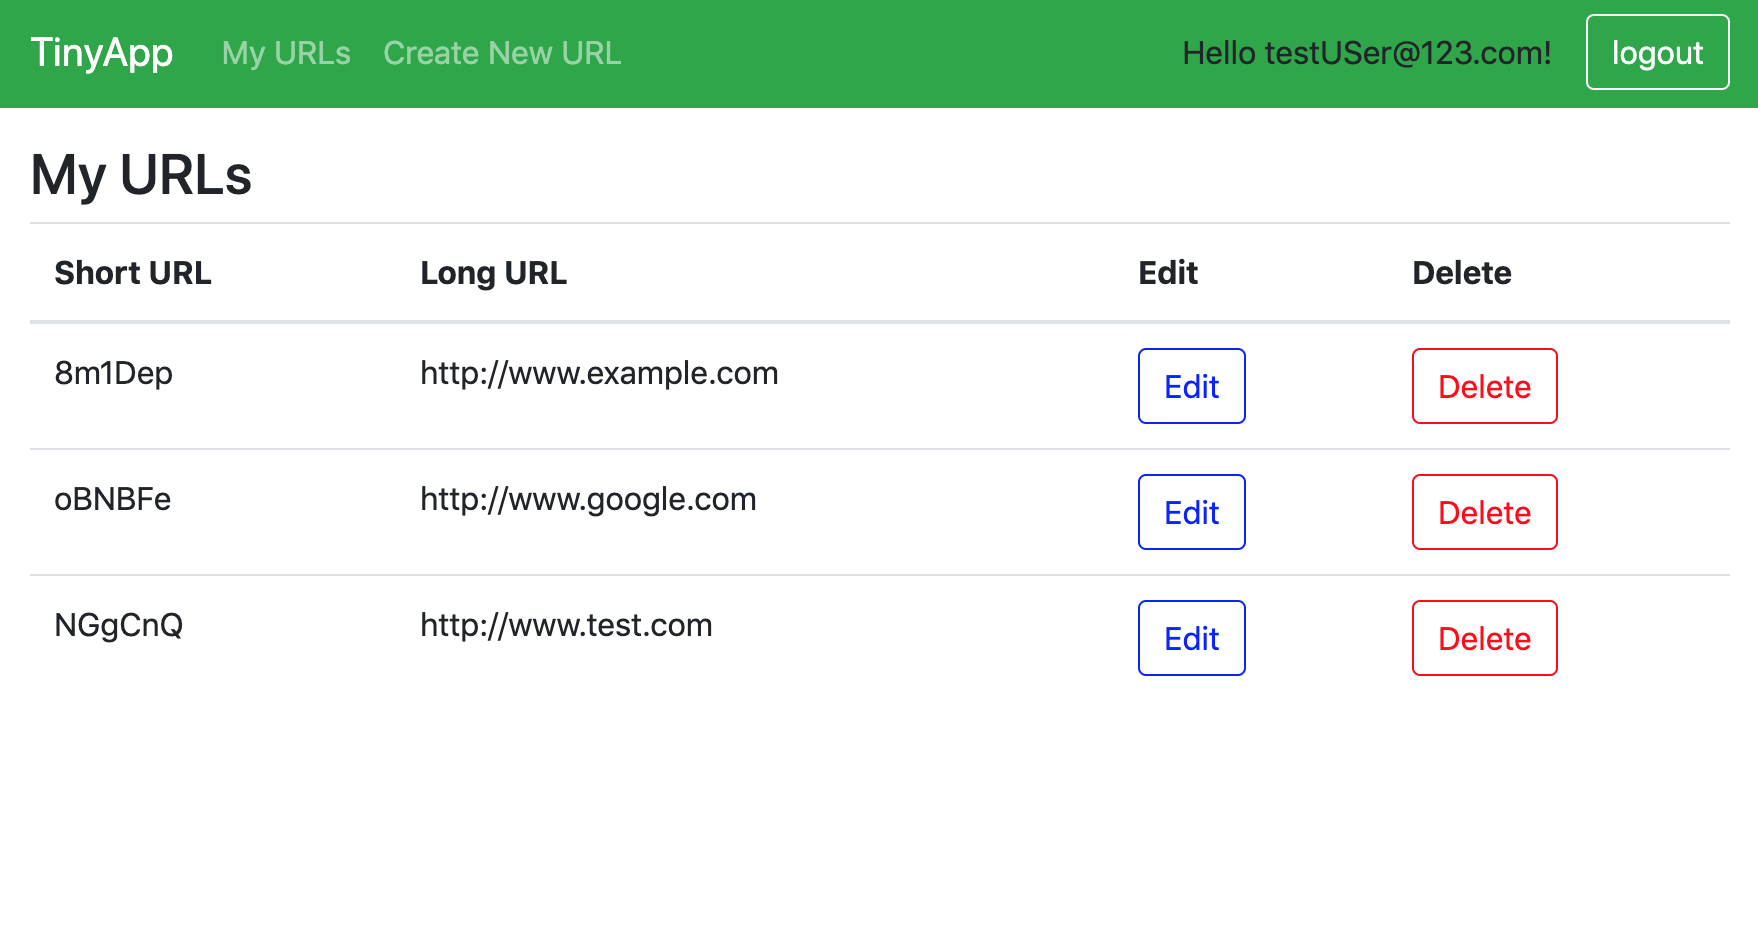 TinyApp My URLs Create New URL Hello testUSer@123.com! logout
My URLs
Short URL Long URL Edit Delete
8m1Dep http://www.example.com Edit Delete
oBNBFe http://www.google.com Edit Delete
NGgCnQ http://www.test.com Edit Delete